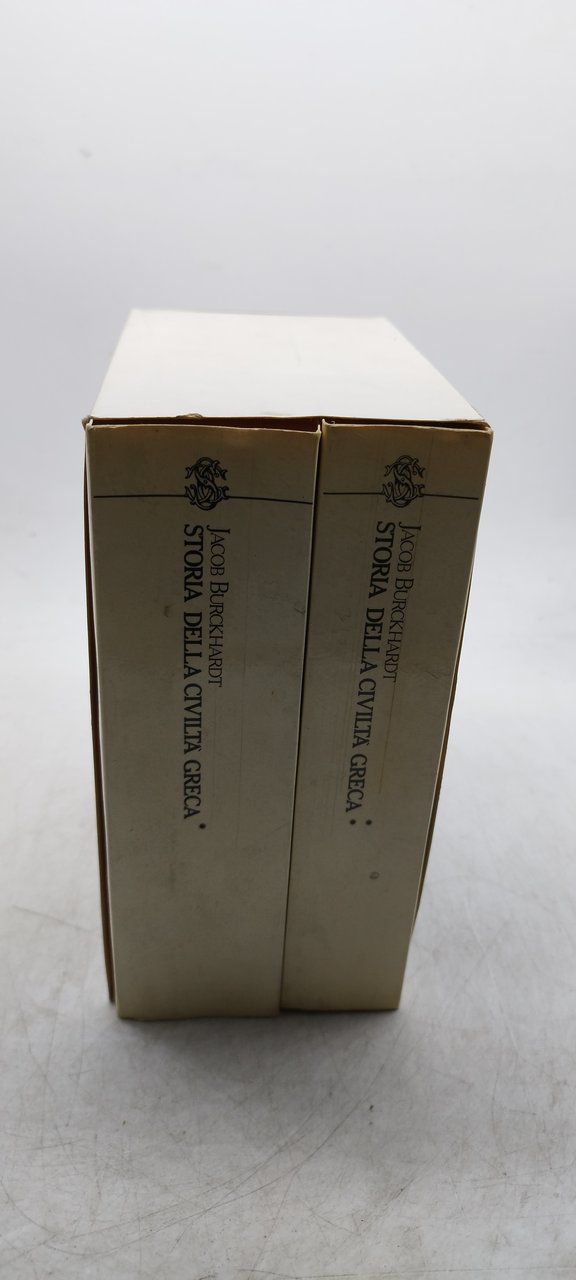 JACOB BURCKHARDT
STORIA DELLA CIVILTÀ GRECA *
JACOB BURCKHARDT
STORIA DELLA CIVILTÀ GRECA **